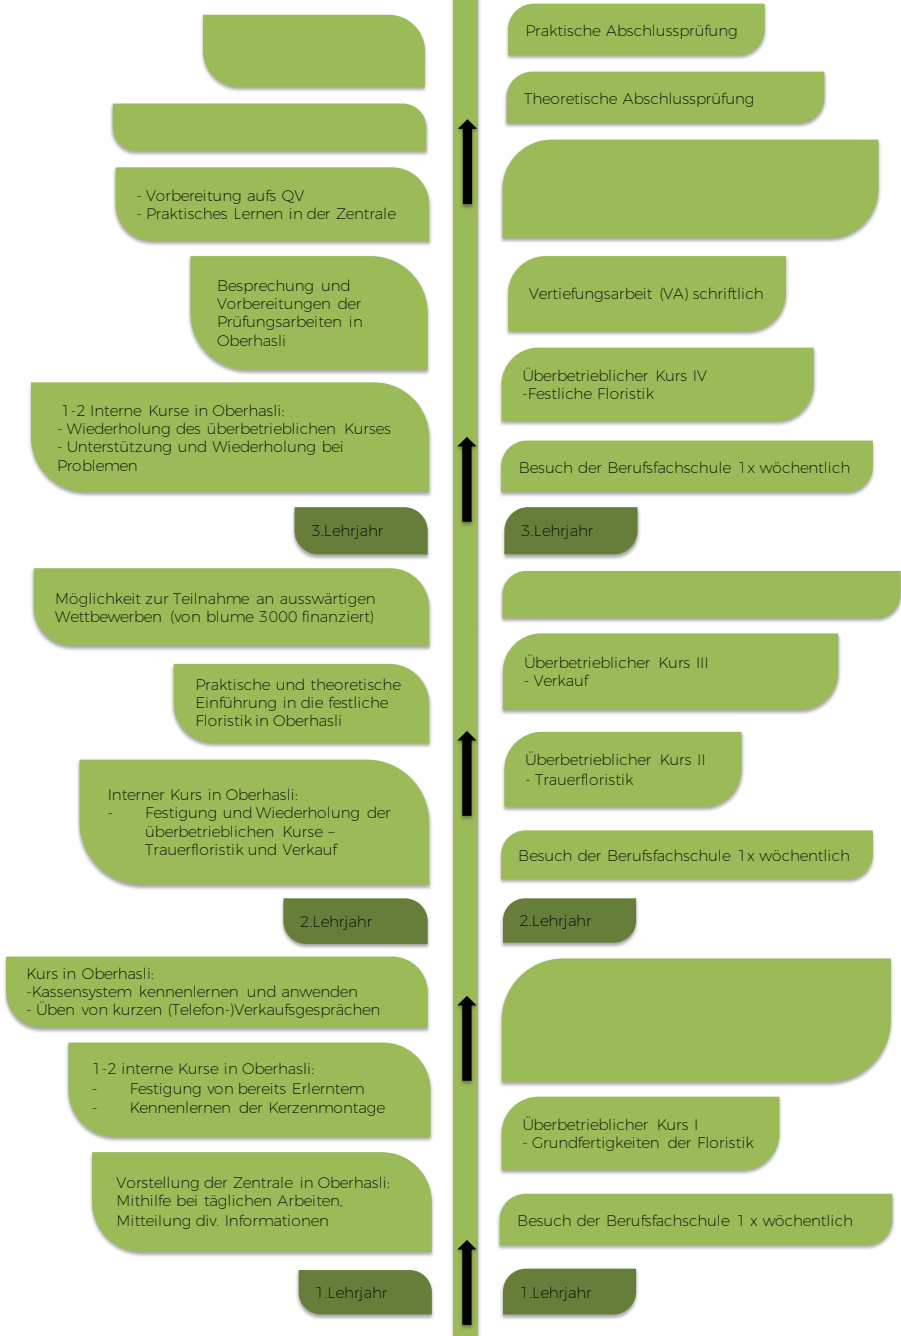 Praktische Abschlussprüfung
Theoretische Abschlussprüfung
- Vorbereitung aufs QV
- Praktisches Lernen in der Zentrale
Besprechung und
Vorbereitungen der
Prüfungsarbeiten in
Oberhasli
Vertiefungsarbeit (VA) schriftlich
Überbetrieblicher Kurs IV
-Festliche Floristik
1-2 Interne Kurse in Oberhasli:
- Wiederholung des überbetrieblichen Kurses
- Unterstützung und Wiederholung bei
Problemen
Besuch der Berufsfachschule 1x wöchentlich
3.Lehrjahr
3.Lehrjahr
Möglichkeit zur Teilnahme an ausswärtigen
Wettbewerben (von blume 3000 finanziert)
Überbetrieblicher Kurs III
- Verkauf
Praktische und theoretische
Einführung in die festliche
Floristik in Oberhasli
Überbetrieblicher Kurs II
- Trauerfloristik
Interner Kurs in Oberhasli:
- Festigung und Wiederholung der
überbetrieblichen Kurse –
Trauerfloristik und Verkauf
Besuch der Berufsfachschule 1x wöchentlich
2.Lehrjahr
2.Lehrjahr
Kurs in Oberhasli:
-Kassensystem kennenlernen und anwenden
- Üben von kurzen (Telefon-)Verkaufsgesprächen
1-2 interne Kurse in Oberhasli:
- Festigung von bereits Erlerntem
- Kennenlernen der Kerzenmontage
Überbetrieblicher Kurs I
- Grundfertigkeiten der Floristik
Vorstellung der Zentrale in Oberhasli:
Mithilfe bei täglichen Arbeiten,
Mitteilung div. Informationen
Besuch der Berufsfachschule 1 x wöchentlich
1.Lehrjahr
1.Lehrjahr